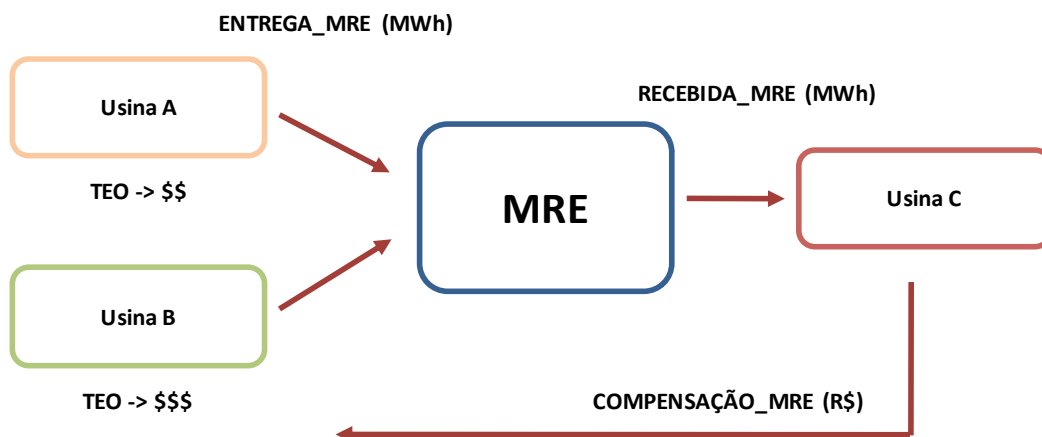 ENTREGA_MRE (MWh)
Usina A
RECEBIDA_MRE (MWh)
TEO -> $$
MRE
Usina C
Usina B
TEO -> $$$
COMPENSAÇÃO_MRE (R$)